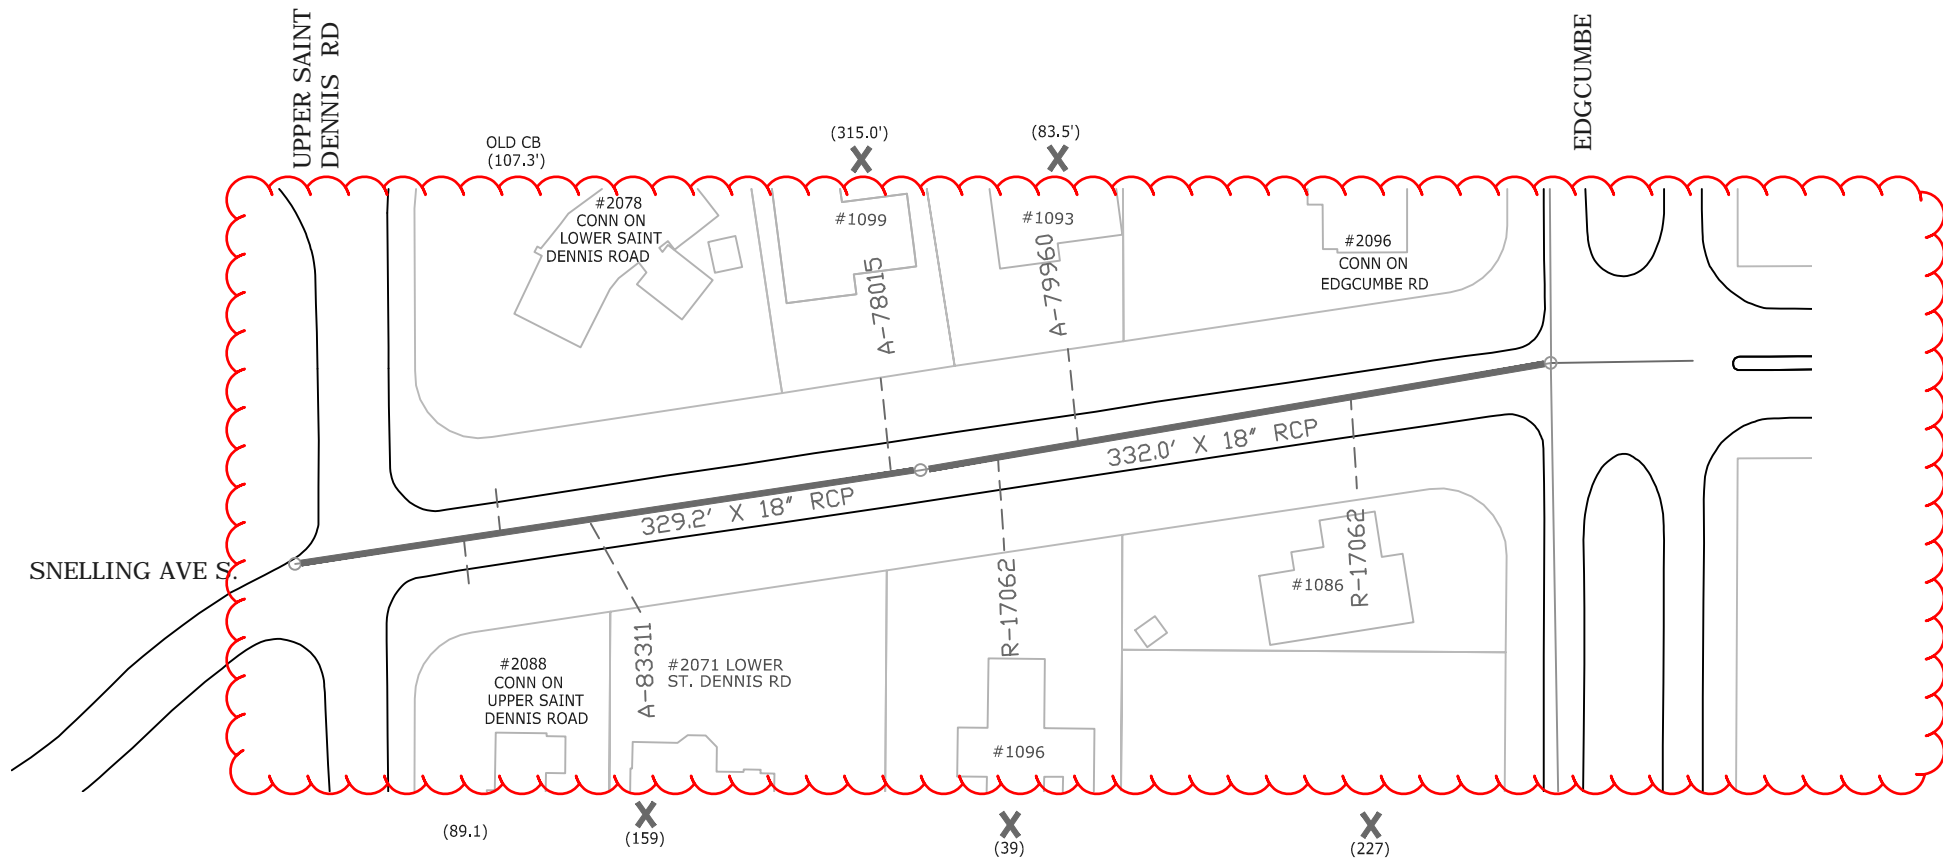 UPPER SAINT
DENNIS RD
EDGCUMBE
OLD CB
(107.3')
(315.0')
(83.5')
#2078
CONN ON
LOWER SAINT
DENNIS ROAD
#1099
#1093
#2096
CONN ON
EDGCUMBE RD
A-78015
A-79960
332.0' X 18" RCP
329.2' X 18" RCP
SNELLING AVE S.
R-17062
R-17062
#1086
A-83311
#2088
CONN ON
UPPER SAINT
DENNIS ROAD
#2071 LOWER
ST. DENNIS RD
#1096
(89.1)
(159)
(39)
(227)